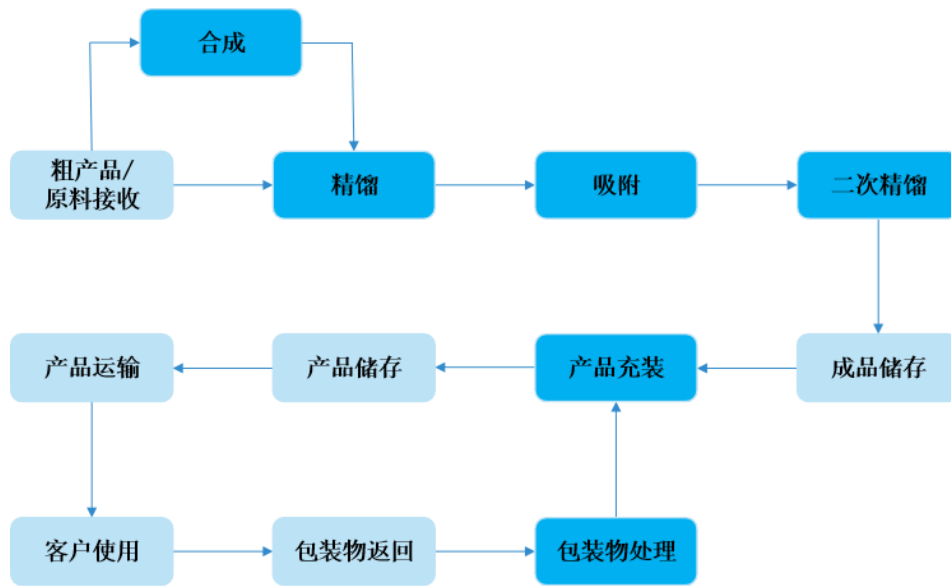 合成
粗产品/
原料接收
精馏
吸附
二次精馏
产品运输
产品储存
产品充装
成品储存
客户使用
包装物返回
包装物处理